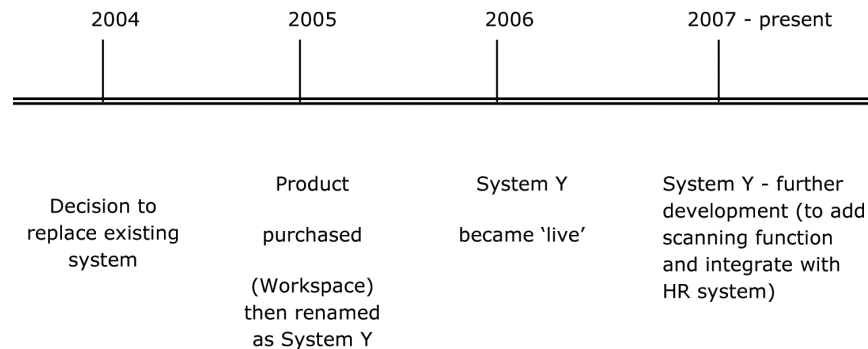 2004
2005
2006
2007 - present
Decision to
replace existing
system
Product
purchased
(Workspace)
then renamed
as System Y
System Y
became ‘live’
System Y - further
development (to add
scanning function
and integrate with
HR system)